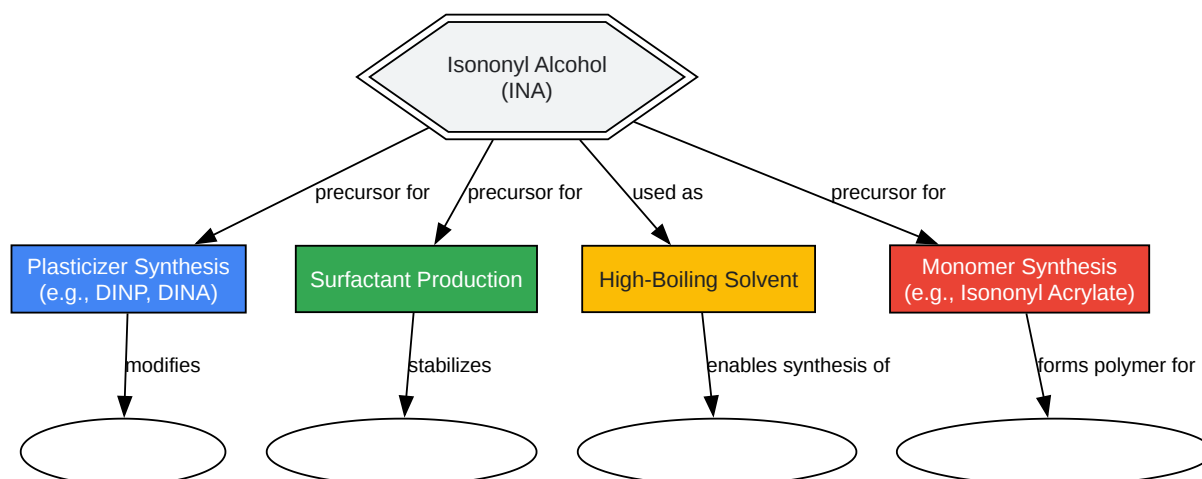 Isononyl Alcohol
(INA)
precursor for
precursor for
used as
precursor for
Plasticizer Synthesis
(e.g., DINP, DINA)
Surfactant Production
High-Boiling Solvent
Monomer Synthesis
(e.g., Isononyl Acrylate)
modifies
stabilizes
enables synthesis of
forms polymer for